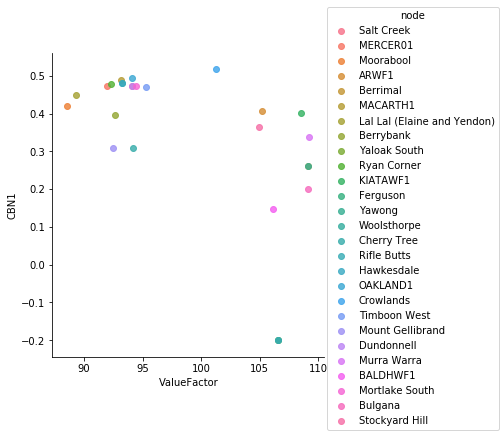 node
Salt Creek
MERCER01
Moorabool
ARWF1
Berrimal
MACARTH1
Lal Lal (Elaine and Yendon)
Berrybank
Yaloak South
Ryan Corner
KIATAWF1
Ferguson
Yawong
Woolsthorpe
Cherry Tree
Rifle Butts
Hawkesdale
OAKLAND1
Crowlands
Timboon West
Mount Gellibrand
Dundonnell
Murra Warra
BALDHWF1
Mortlake South
Bulgana
Stockyard Hill
CBN1
0.5
0.4
0.3
0.2
0.1
0.0
-0.1
-0.2
90 95 100 105 110
ValueFactor